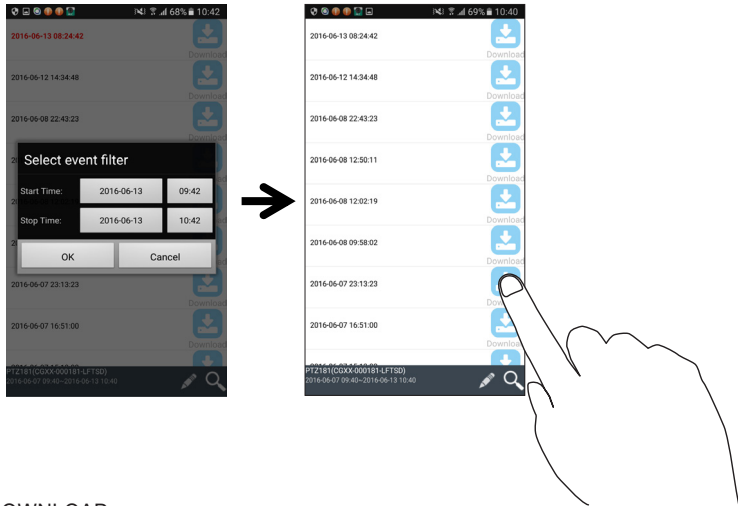 68% 10:42
2016-06-13 08:24:42
Download
2016-06-12 14:34:48
Download
2016-06-08 22:43:23
Download
Select event filter
Start Time: 2016-06-13 09:42
Stop Time: 2016-06-13 10:42
OK Cancel
2016-06-07 23:13:23
Download
2016-06-07 16:51:00
Download
PTZ181(CGXX-000181-LFTSD)
2016-06-07 09:40~2016-06-13 10:40
69% 10:40
2016-06-13 08:24:42
Download
2016-06-12 14:34:48
Download
2016-06-08 22:43:23
Download
2016-06-08 12:50:11
Download
2016-06-08 12:02:19
Download
2016-06-08 09:58:02
Download
2016-06-07 23:13:23
2016-06-07 16:51:00
Download
PTZ181(CGXX-000181-LFTSD)
2016-06-07 09:40~2016-06-13 10:40